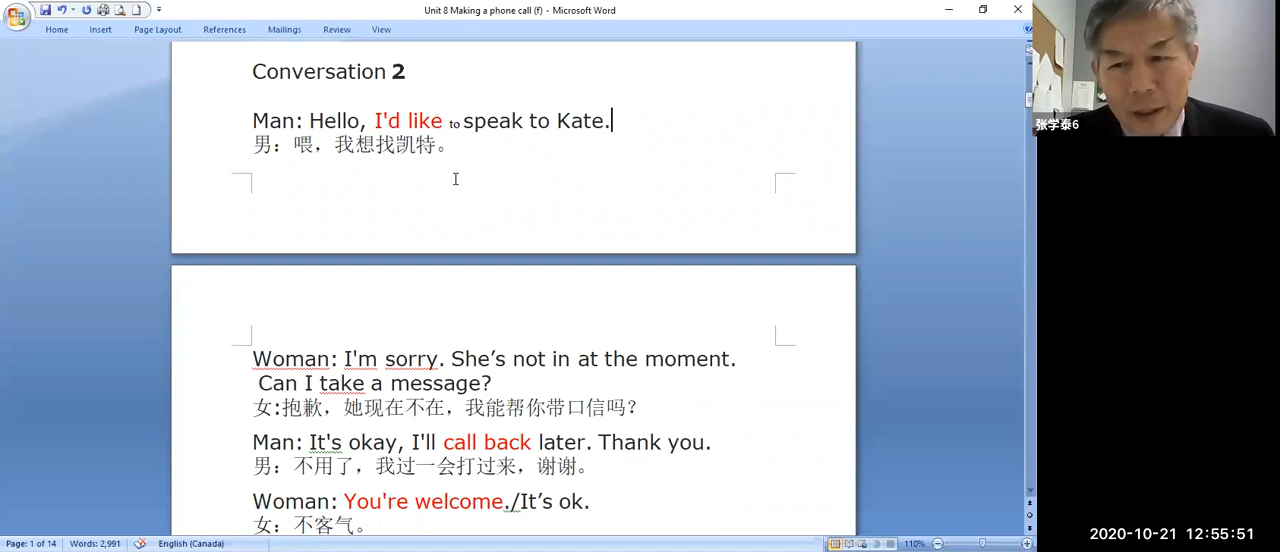 Unit 8 Making a phone call (f) - Microsoft Word
Home Insert Page Layout References Mailings Review View
Conversation 2
Man: Hello, I'd like to speak to Kate.
男：喂，我想找凯特。
张学泰6
Woman: I'm sorry. She’s not in at the moment.
Can I take a message?
女:抱歉，她现在不在，我能帮你带口信吗？
Man: It's okay, I'll call back later. Thank you.
男：不用了，我过一会打过来，谢谢。
Woman: You're welcome./It’s ok.
女：不客气。
2020-10-21 12:55:51
Page: 1 of 14 Words: 2,991 English (Canada) 110%